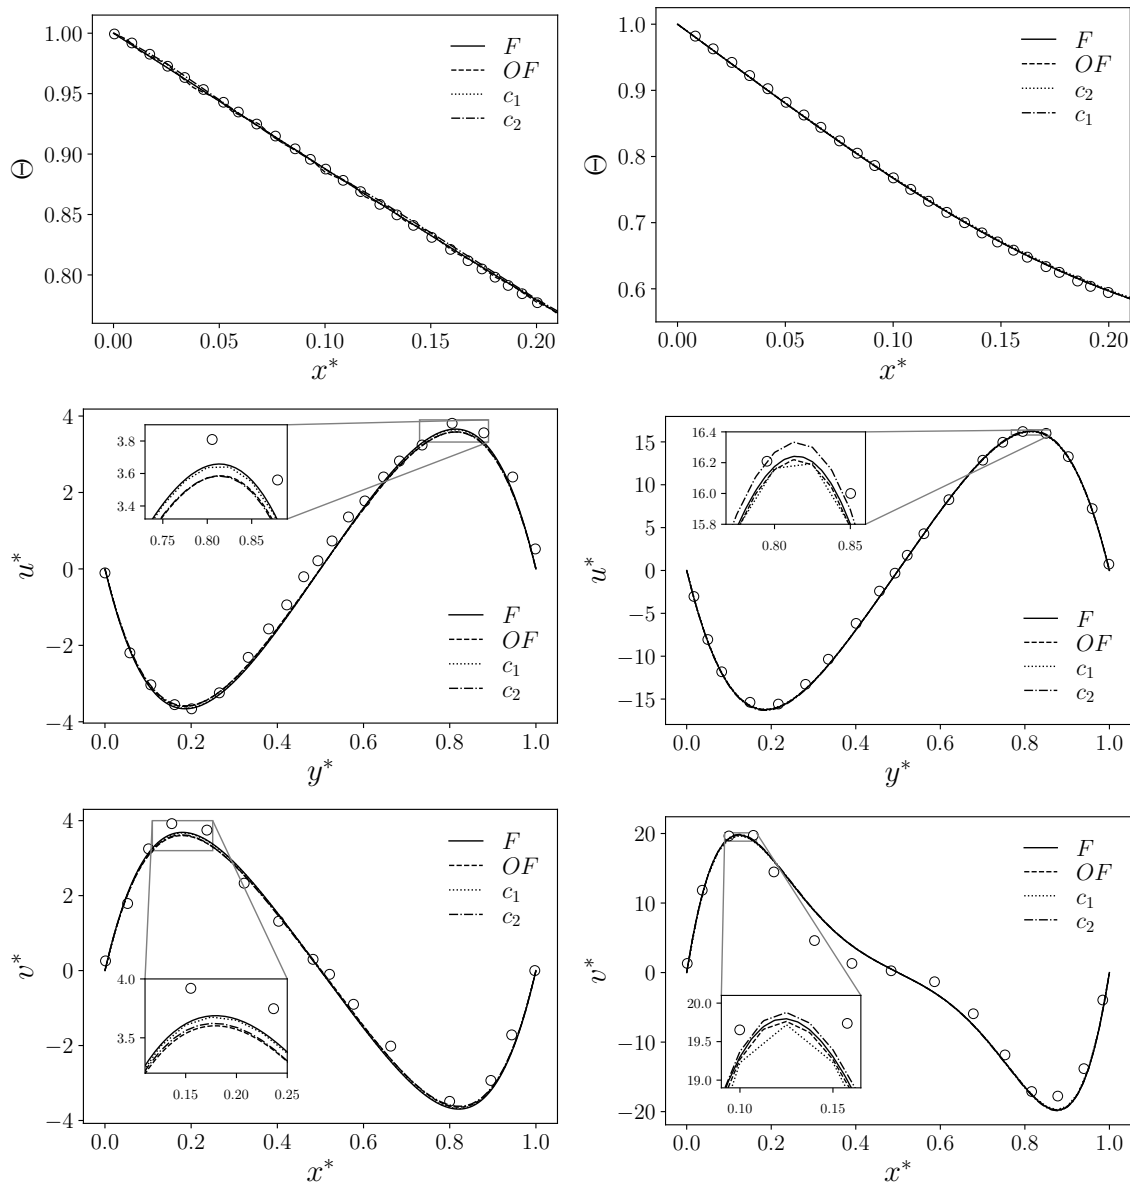 1.00
0.95
0.90
0.85
0.80
Θ
0.00 0.05 0.10 0.15 0.20
x*
F
OF
c₁
c₂
1.0
0.9
0.8
0.7
0.6
Θ
0.00 0.05 0.10 0.15 0.20
x*
F
OF
c₂
c₁
4
2
0
−2
−4
u*
0.0 0.2 0.4 0.6 0.8 1.0
y*
3.8
3.6
3.4
0.75 0.80 0.85
F
OF
c₁
c₂
15
10
5
0
−5
−10
−15
u*
0.0 0.2 0.4 0.6 0.8 1.0
y*
16.4
16.2
16.0
15.8
0.80 0.85
F
OF
c₁
c₂
4
2
0
−2
−4
v*
0.0 0.2 0.4 0.6 0.8 1.0
x*
4.0
3.5
0.15 0.20 0.25
F
OF
c₁
c₂
20
10
0
−10
−20
v*
0.0 0.2 0.4 0.6 0.8 1.0
x*
20.0
19.5
19.0
0.10 0.15
F
OF
c₁
c₂